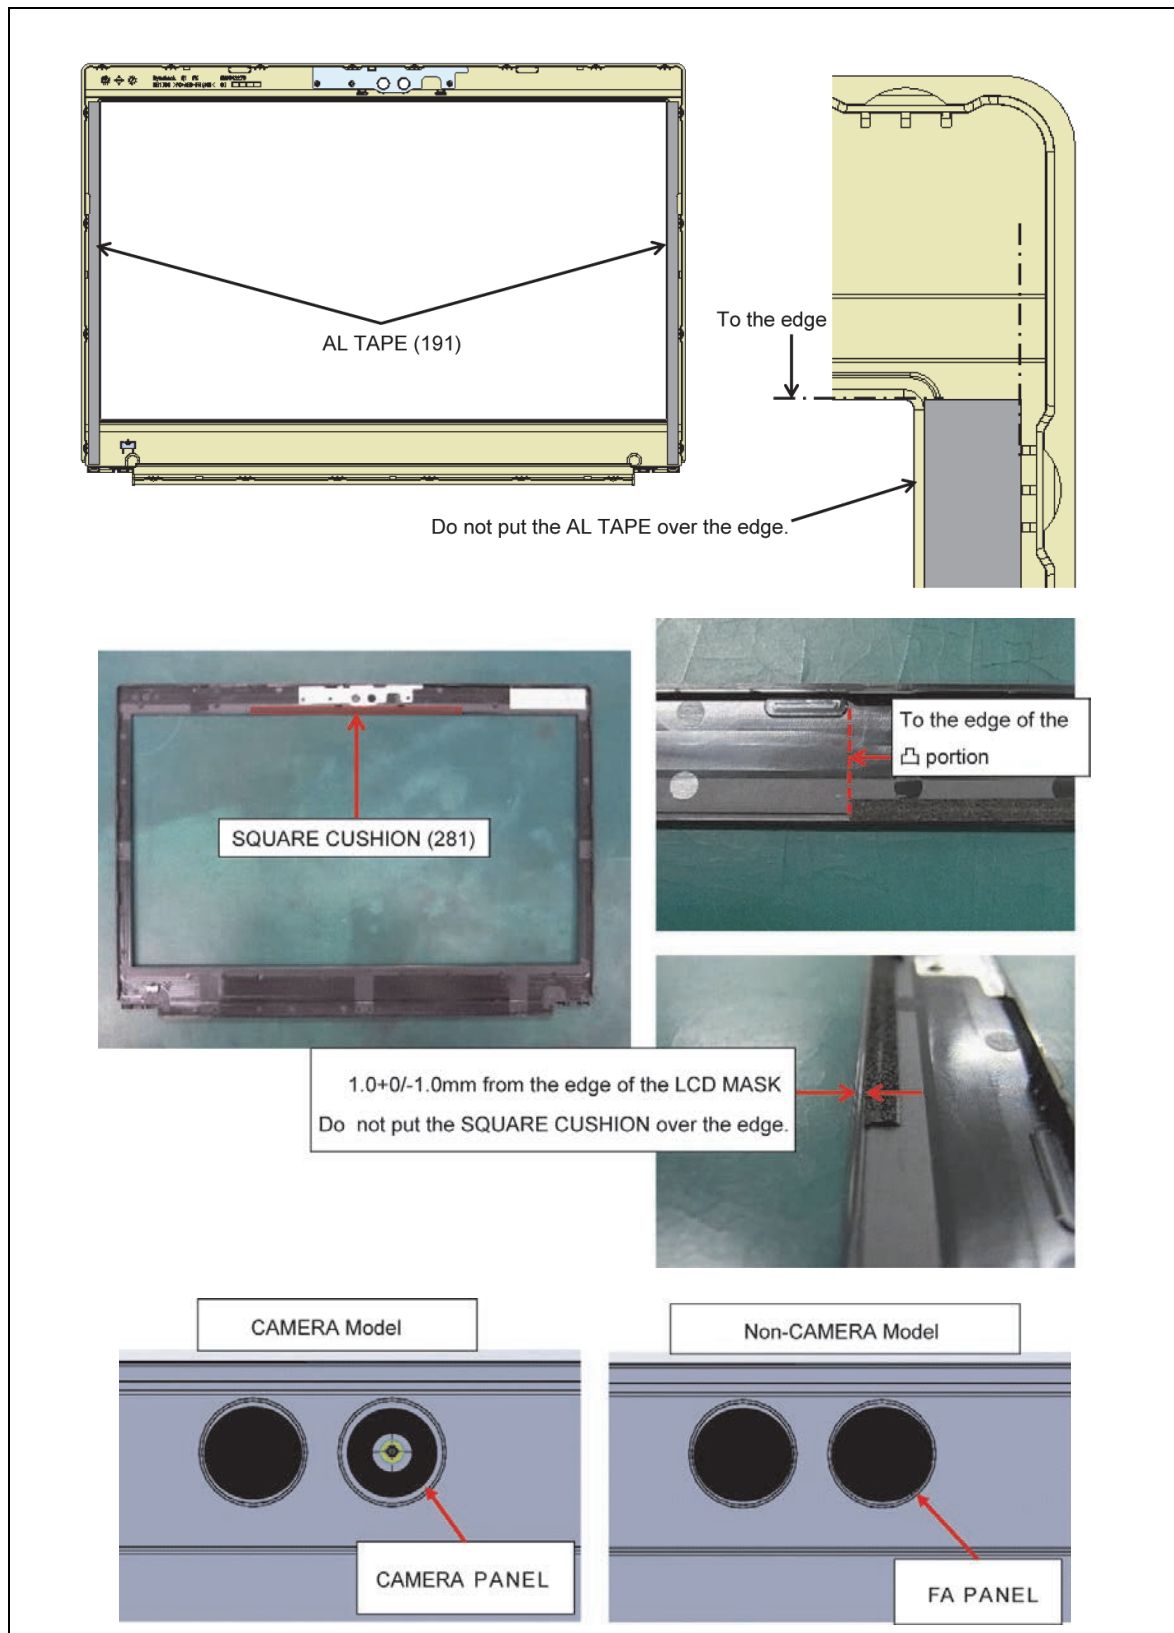 AL TAPE (191)
To the edge
Do not put the AL TAPE over the edge.
SQUARE CUSHION (281)
To the edge of the
凸 portion
1.0+0/-1.0mm from the edge of the LCD MASK
Do not put the SQUARE CUSHION over the edge.
CAMERA Model
Non-CAMERA Model
CAMERA PANEL
FA PANEL